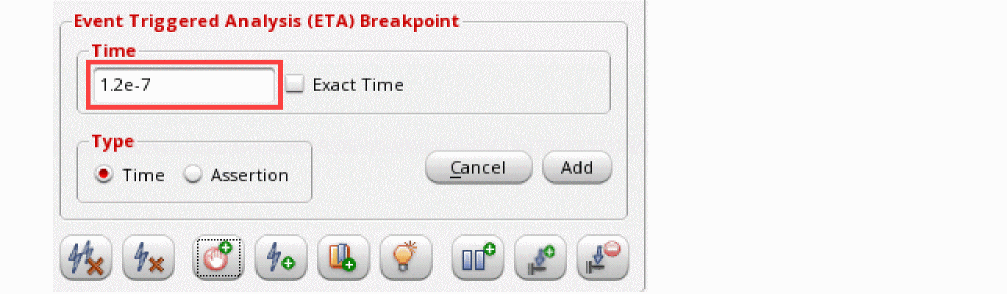 Event Triggered Analysis (ETA) Breakpoint
Time
1.2e-7
Exact Time
Type
Time
Assertion
Cancel
Add